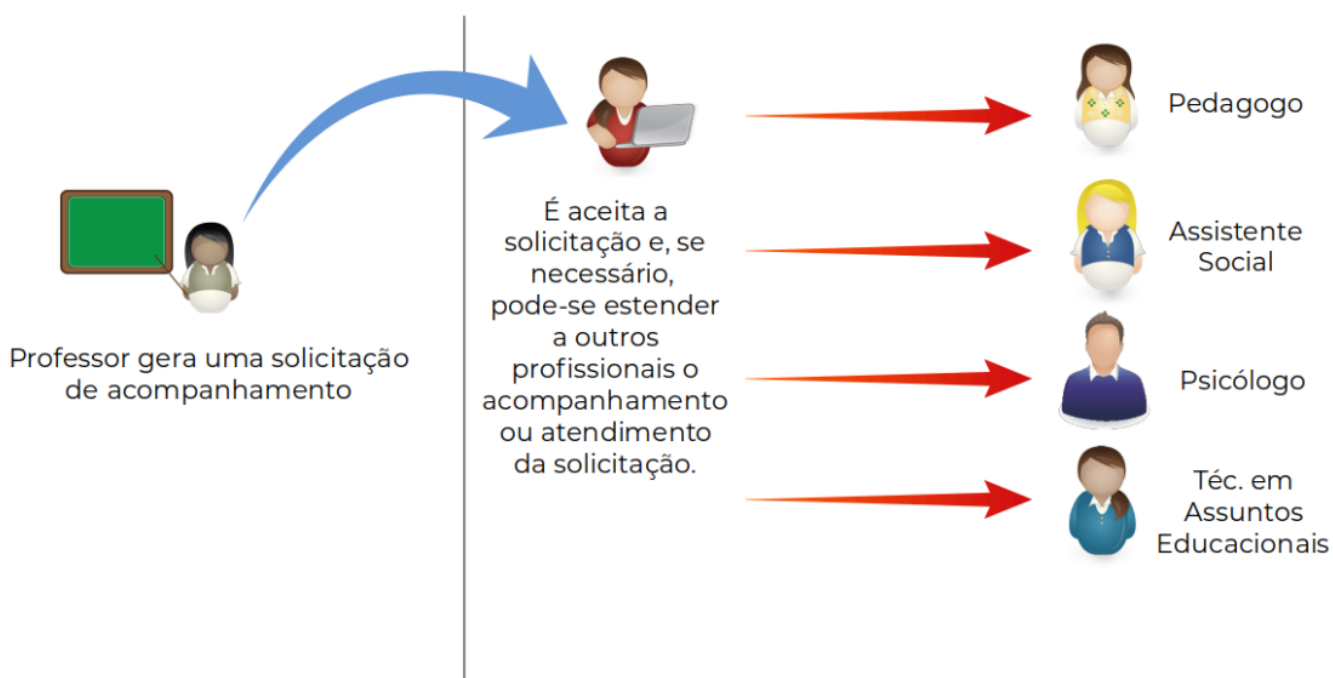 Professor gera uma solicitação
de acompanhamento
É aceita a
solicitação e, se
necessário,
pode-se estender
a outros
profissionais o
acompanhamento
ou atendimento
da solicitação.
Pedagogo
Assistente
Social
Psicólogo
Téc. em
Assuntos
Educacionais